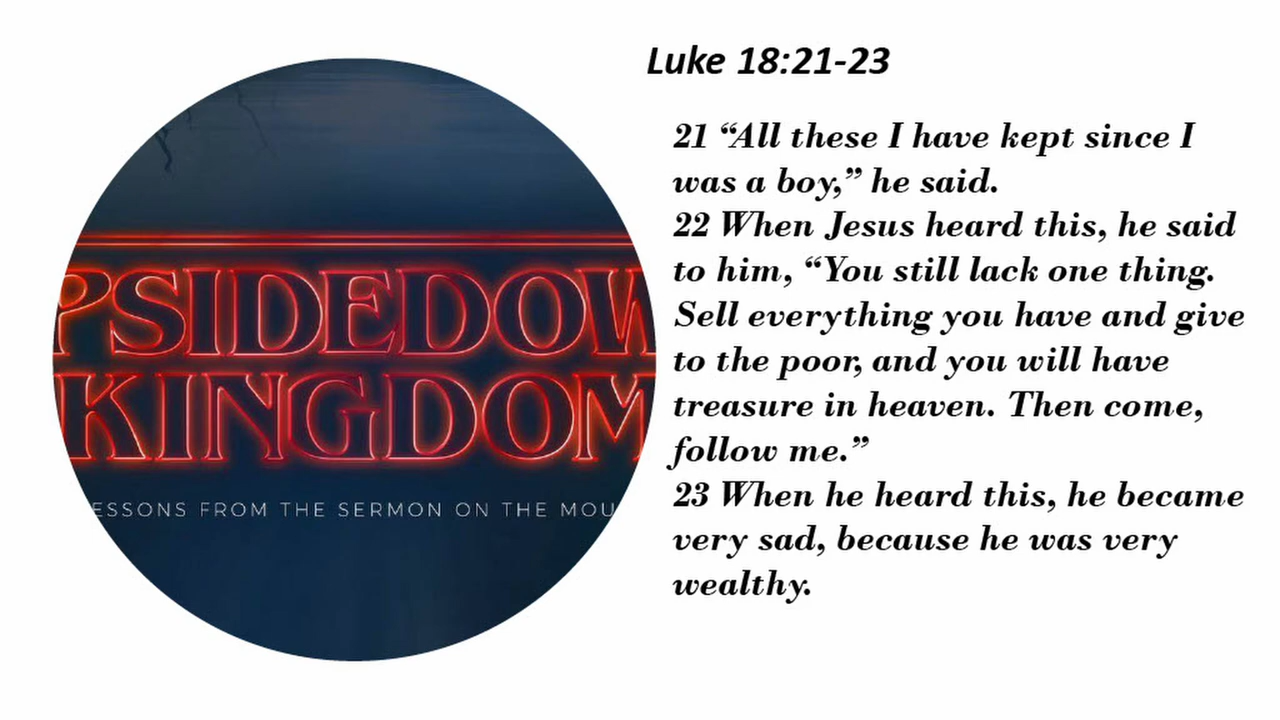 PSIDEDOW
KINGDOM
ESSONS FROM THE SERMON ON THE MOU
Luke 18:21-23
21 “All these I have kept since I
was a boy,” he said.
22 When Jesus heard this, he said
to him, “You still lack one thing.
Sell everything you have and give
to the poor, and you will have
treasure in heaven. Then come,
follow me.”
23 When he heard this, he became
very sad, because he was very
wealthy.